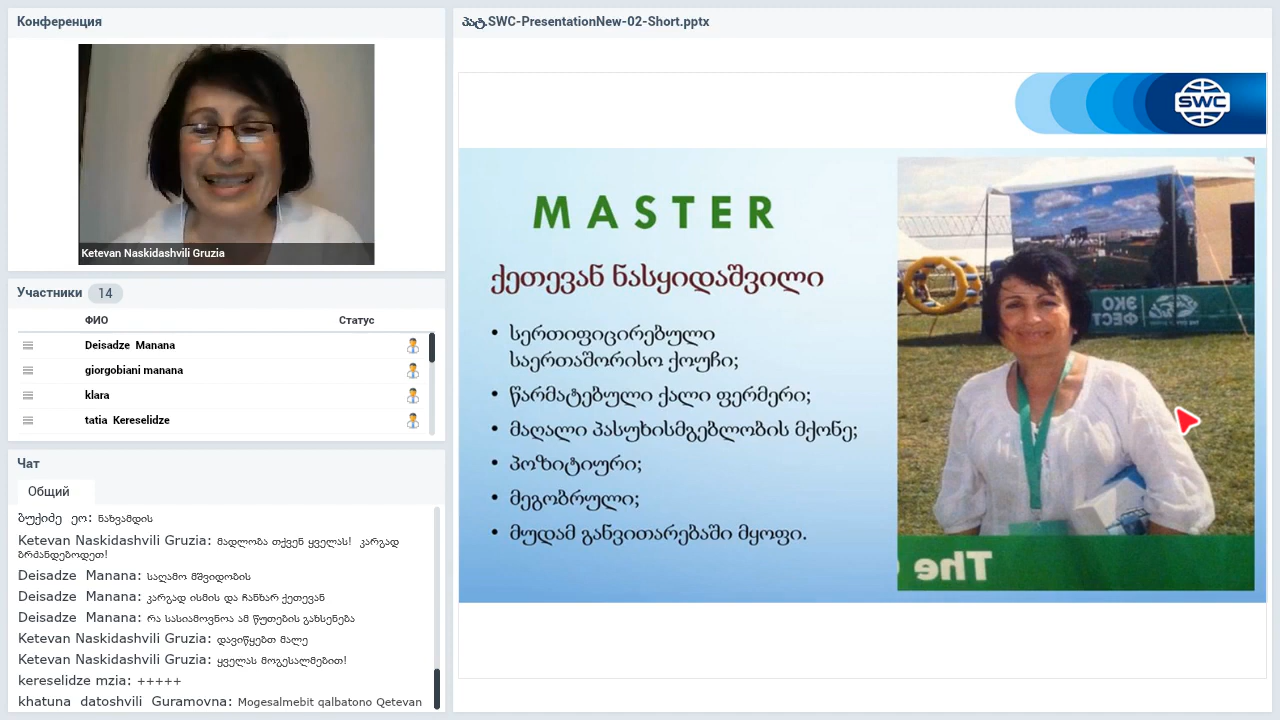 Конференция
Ketevan Naskidashvili Gruzia
Участники 14
ФИО Статус
Deisadze Manana
giorgobiani manana
klara
tatia Kereselidze
Чат
Общий
ბუქიძე ეო: ნახვამდის
Ketevan Naskidashvili Gruzia: მადლობა თქვენ ყველას! კარგად
ბრძანდებოდეთ!
Deisadze Manana: საღამო მშვიდობის
Deisadze Manana: კარგად ისმის და ჩანხარ ქეთევან
Deisadze Manana: რა სასიამოვნოა ამ წუთების გახსენება
Ketevan Naskidashvili Gruzia: დავიწყებთ მალე
Ketevan Naskidashvili Gruzia: ყველას მოგესალმებით!
kereselidze mzia: +++++
khatuna datoshvili Guramovna: Mogesalmebit qalbatono Qetevan
პატ.SWC-PresentationNew-02-Short.pptx
SWC
MASTER
ქეთევან ნასყიდაშვილი
• სერთიფიცირებული
საერთაშორისო ქოუჩი;
• წარმატებული ქალი ფერმერი;
• მაღალი პასუხისმგებლობის მქონე;
• პოზიტიური;
• მეგობრული;
• მუდამ განვითარებაში მყოფი.
ЭКО
ФЕСТ
The